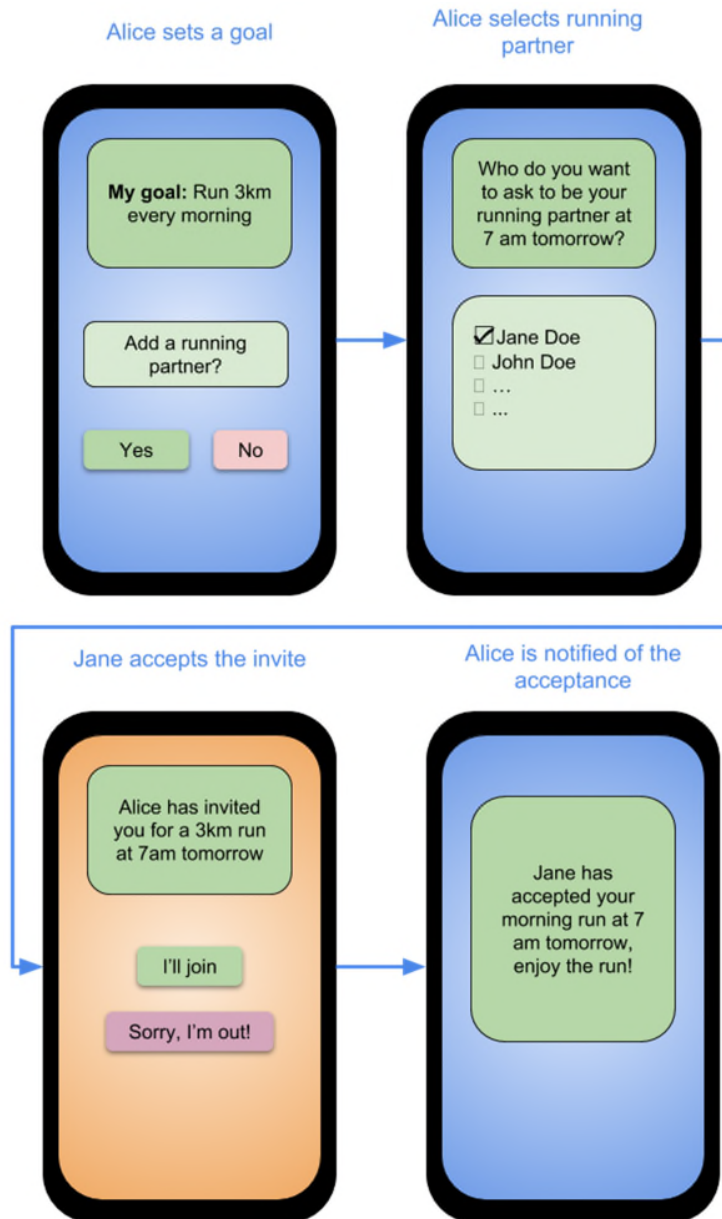 Alice sets a goal
My goal: Run 3km
every morning
Add a running
partner?
Yes
No
Alice selects running
partner
Who do you want
to ask to be your
running partner at
7 am tomorrow?
Jane Doe
John Doe
…
...
Jane accepts the invite
Alice has invited
you for a 3km run
at 7am tomorrow
I'll join
Sorry, I'm out!
Alice is notified of the
acceptance
Jane has
accepted your
morning run at 7
am tomorrow,
enjoy the run!